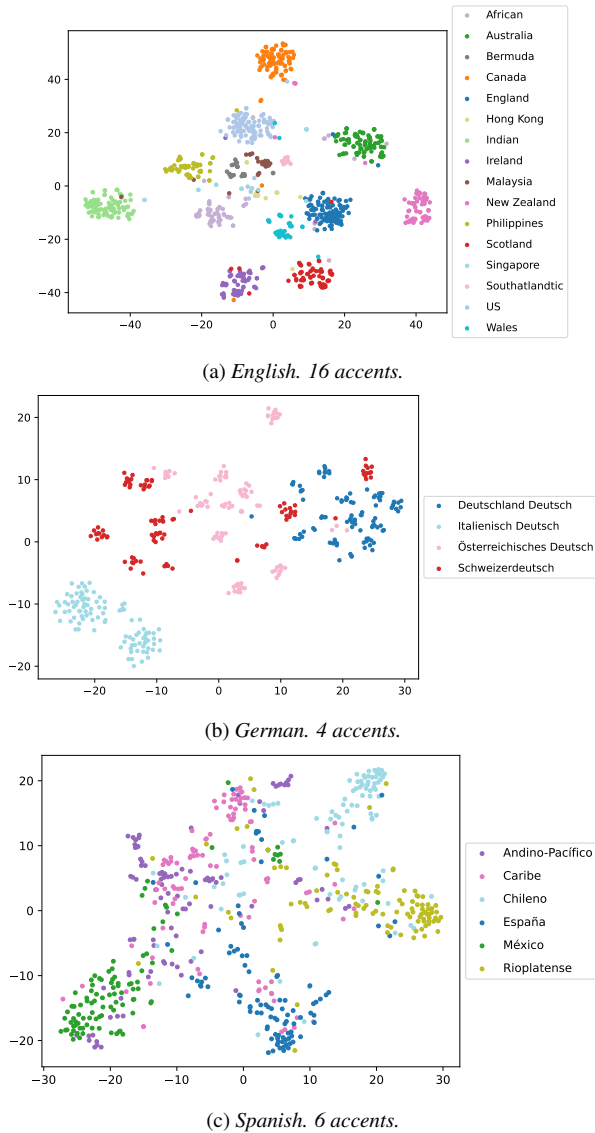 African
Australia
Bermuda
Canada
England
Hong Kong
Indian
Ireland
Malaysia
New Zealand
Philippines
Scotland
Singapore
Southatlandtic
US
Wales
40
20
0
−20
−40
−40
−20
0
20
40
(a) English. 16 accents.
20
10
0
−10
−20
−20
−10
0
10
20
30
Deutschland Deutsch
Italienisch Deutsch
Österreichisches Deutsch
Schweizerdeutsch
(b) German. 4 accents.
20
10
0
−10
−20
−30
−20
−10
0
10
20
30
Andino-Pacífico
Caribe
Chileno
España
México
Rioplatense
(c) Spanish. 6 accents.